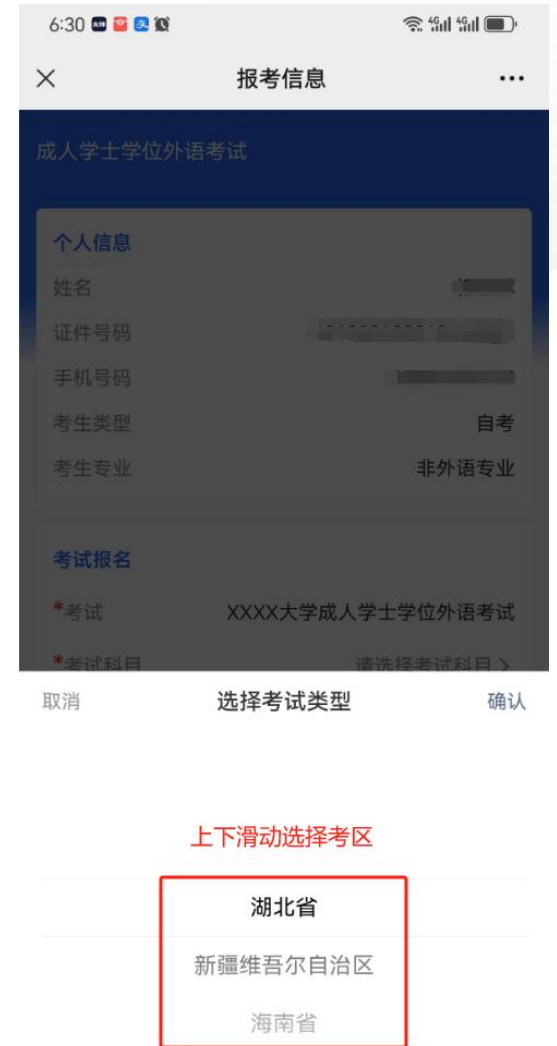 6:30
报考信息
成人学士学位外语考试
个人信息
姓名
证件号码
手机号码
考生类型 自考
考生专业 非外语专业
考试报名
*考试 XXXX大学成人学士学位外语考试
*考试科目 请选择考试科目 >
取消 选择考试类型 确认
上下滑动选择考区
湖北省
新疆维吾尔自治区
海南省